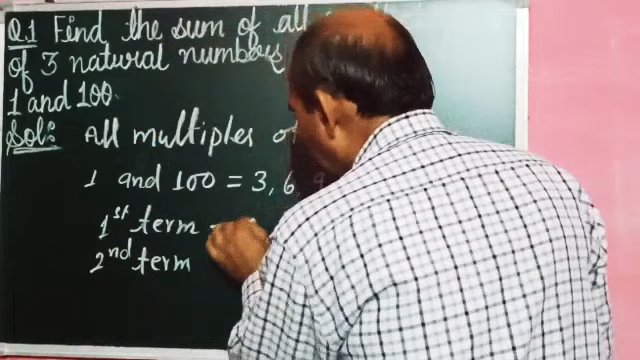 Q.1 Find the sum of all
of 3 natural numbers
1 and 100.
Sol: All multiples of
1 and 100 = 3, 6, 9
1st term =
2nd term